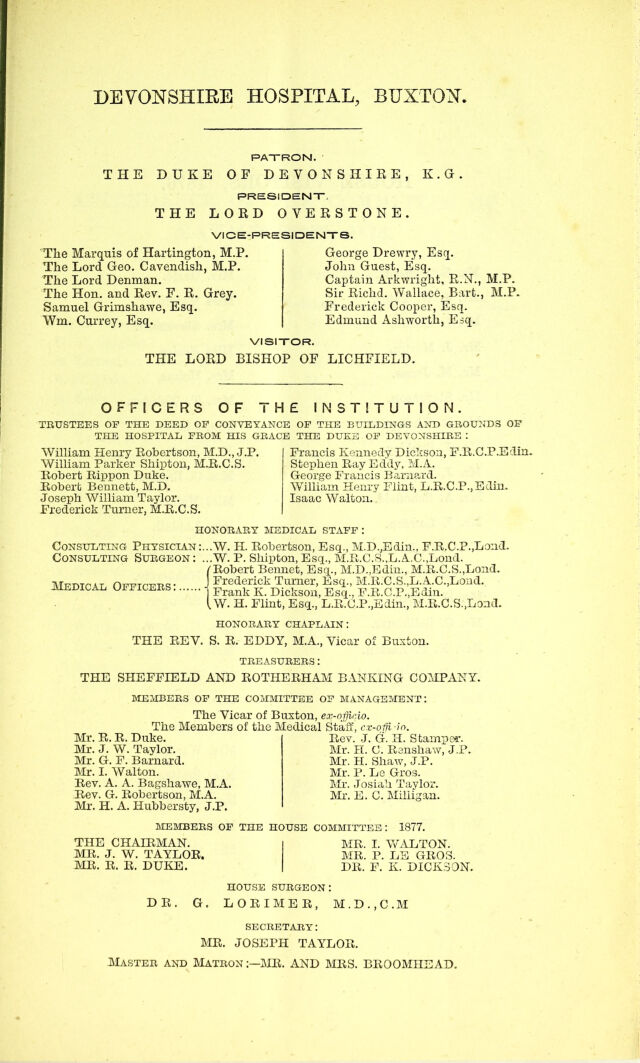 DEVONSHIRE HOSPITAL, BUXTON.
PATRON.
THE DUKE OF DEVONSHIRE, K.G.
PRESIDENT.
THE LORD OVERSTONE.
VICE-PRESIDENTS.
The Marquis of Hartington, M.P.
The Lord Geo. Cavendish, M.P.
The Lord Denman.
The Hon. and Rev. F. R. Grey.
Samuel Grimshawe, Esq.
Wm. Currey, Esq.
George Drewry, Esq.
John Guest, Esq.
Captain Arkwright, R.N., M.P.
Sir Richd. Wallace, Bart., M.P.
Frederick Cooper, Esq.
Edmund Ashworth, Esq.
VISITOR.
THE LORD BISHOP OF LICHFIELD.
OFFICERS OF THE INSTITUTION.
TRUSTEES OF THE DEED OF CONVEYANCE OF THE BUILDINGS AND GROUNDS OF
THE HOSPITAL FROM HIS GRACE THE DUKE OF DEVONSHIRE:
William Henry Robertson, M.D., J.P.
William Parker Shipton, M.R.C.S.
Robert Rippon Duke.
Robert Bennett, M.D.
Joseph William Taylor.
Frederick Turner, M.R.C.S.
Francis Kennedy Dickson, F.R.C.P.Edin.
Stephen Ray Eddy, M.A.
George Francis Barnard.
William Henry Flint, L.R.C.P., Edin.
Isaac Walton.
HONORARY MEDICAL STAFF:
CONSULTING PHYSICIAN:...W. H. Robertson, Esq., M.D.,Edin., F.R.C.P.,Lond.
CONSULTING SURGEON: ...W. P. Shipton, Esq., M.R.C.S.,L.A.C.,Lond.
MEDICAL OFFICERS:......
Robert Bennet, Esq., M.D.,Edin., M.R.C.S.,Lond.
Frederick Turner, Esq., M.R.C.S.,L.A.C.,Lond.
Frank K. Dickson, Esq., F.R.C.P.,Edin.
W. H. Flint, Esq., L.R.C.P.,Edin., M.R.C.S.,Lond.
HONORARY CHAPLAIN:
THE REV. S. R. EDDY, M.A., Vicar of Buxton.
TREASURERS:
THE SHEFFIELD AND ROTHERHAM BANKING COMPANY.
MEMBERS OF THE COMMITTEE OF MANAGEMENT:
The Vicar of Buxton, ex-officio.
The Members of the Medical Staff, ex-offi io.
Mr. R. R. Duke.
Mr. J. W. Taylor.
Mr. G. F. Barnard.
Mr. I. Walton.
Rev. A. A. Bagshawe, M.A.
Rev. G. Robertson, M.A.
Mr. H. A. Hubbersty, J.P.
Rev. J. G. H. Stamper.
Mr. H. C. Renshaw, J.P.
Mr. H. Shaw, J.P.
Mr. P. Le Gros.
Mr. Josiah Taylor.
Mr. E. C. Milligan.
MEMBERS OF THE HOUSE COMMITTEE: 1877.
THE CHAIRMAN.
MR. J. W. TAYLOR.
MR. R. R. DUKE.
MR. I. WALTON.
MR. P. LE GROS.
DR. F. K. DICKSON.
HOUSE SURGEON:
DR. G. LORIMER, M.D.,C.M
SECRETARY:
MR. JOSEPH TAYLOR.
MASTER AND MATRON:—MR. AND MRS. BROOMHEAD.